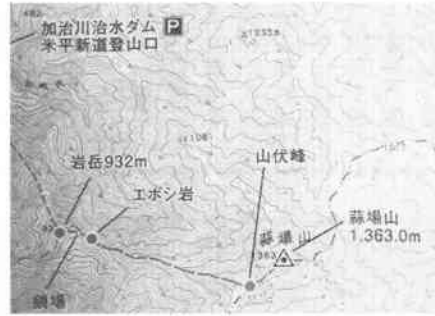 加治川治水ダム P
米平新道登山口
岩岳932m
エボシ岩
山伏峰
蒜場山
蒜場山
1,363.0m
鎖場